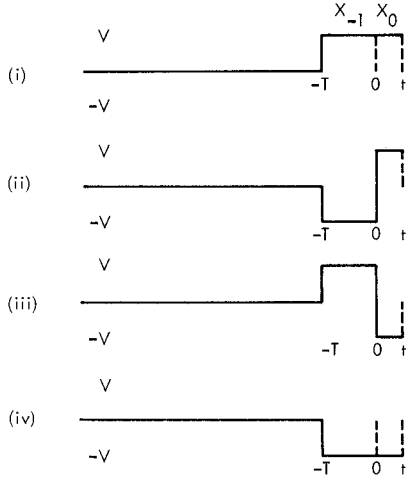 X₋₁ X₀
V
(i)
-T 0 t
-V
V
(ii)
-V
-T 0 t
V
(iii)
-V
-T 0 t
V
(iv)
-V
-T 0 t